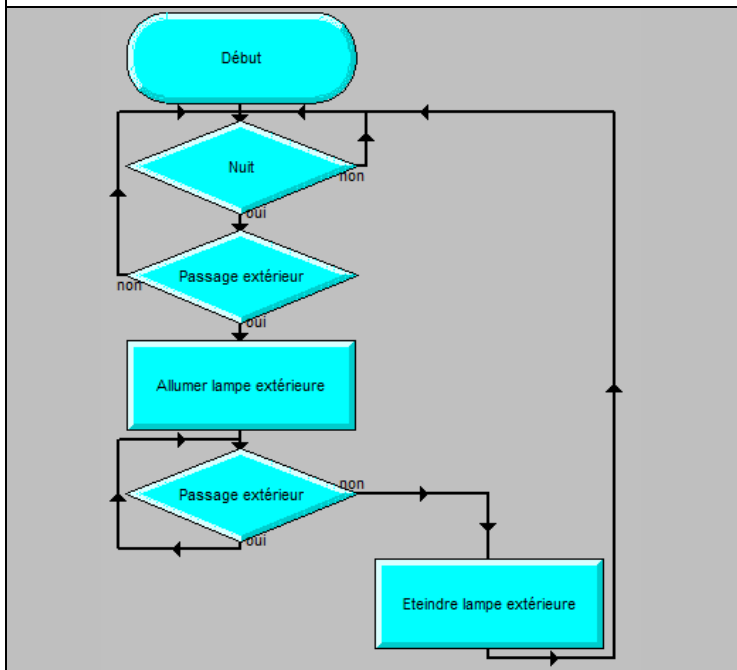 Début
Nuit
non
oui
Passage extérieur
non
oui
Allumer lampe extérieure
Passage extérieur
non
oui
Eteindre lampe extérieure